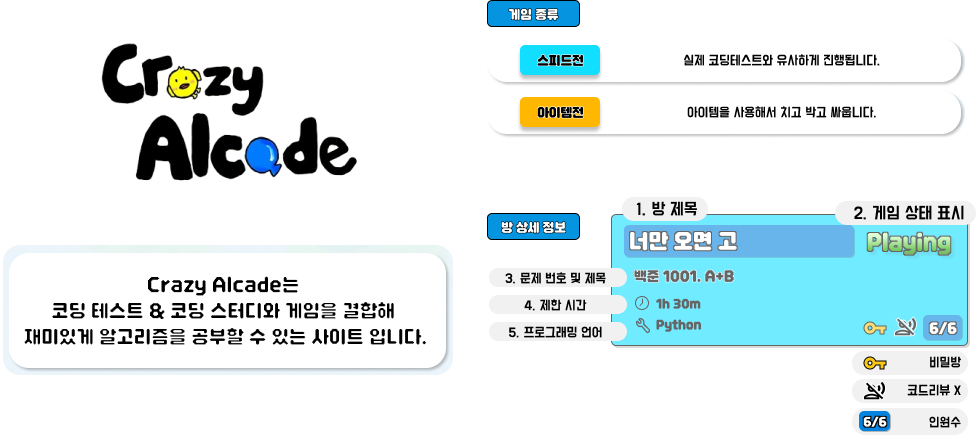 Crazy
Alcade
Crazy Alcade는
코딩 테스트 & 코딩 스터디와 게임을 결합해
재미있게 알고리즘을 공부할 수 있는 사이트 입니다.
게임 종류
스피드전
실제 코딩테스트와 유사하게 진행됩니다.
아이템전
아이템을 사용해서 치고 박고 싸웁니다.
방 상세 정보
1. 방 제목
2. 게임 상태 표시
너만 오면 고
Playing
3. 문제 번호 및 제목
백준 1001. A+B
4. 제한 시간
1h 30m
5. 프로그래밍 언어
Python
6/6
비밀방
코드리뷰 X
6/6
인원수